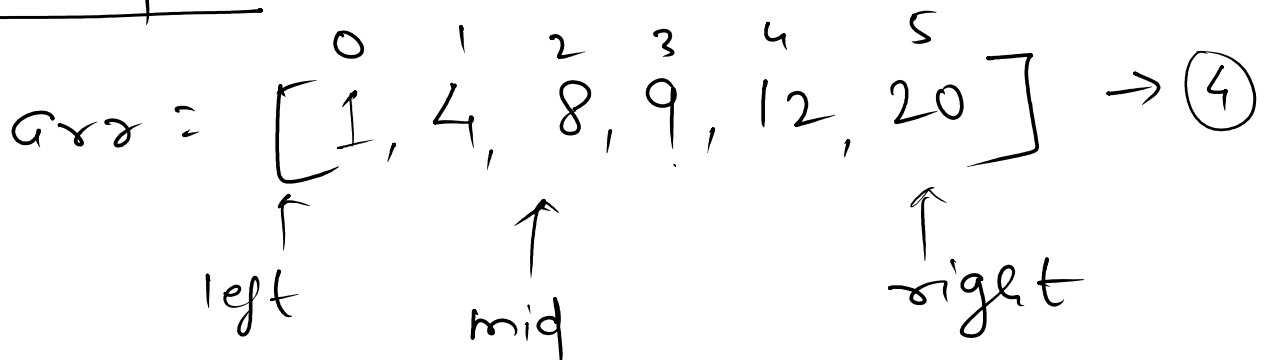 0 1 2 3 4 5
arr = [1, 4, 8, 9, 12, 20] → 4
left mid right